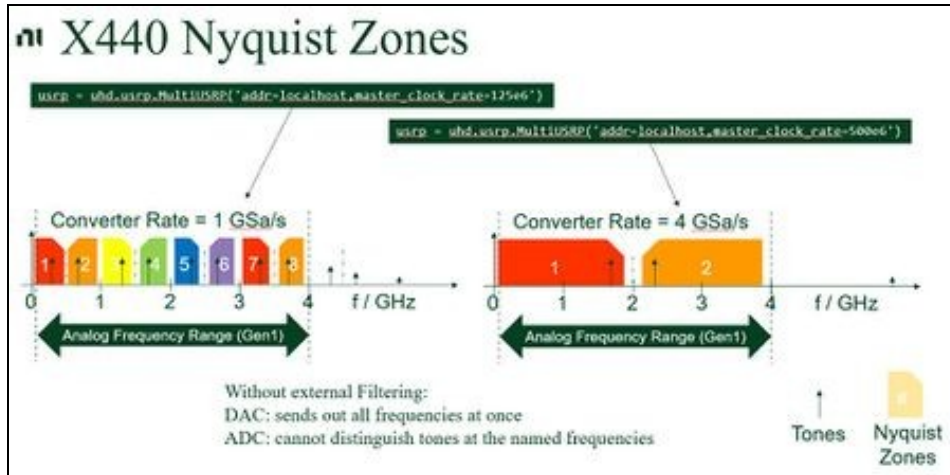 ni X440 Nyquist Zones
usrp = uhd.usrp.MultiUSRP("addr=localhost,master_clock_rate=125e6")
usrp = uhd.usrp.MultiUSRP("addr=localhost,master_clock_rate=500e6")
Converter Rate = 1 GSa/s
Converter Rate = 4 GSa/s
1 2 4 5 6 7 8
1 2
0 1 2 3 4 f / GHz
0 1 2 3 4 f / GHz
Analog Frequency Range (Gen1)
Analog Frequency Range (Gen1)
Without external Filtering:
DAC: sends out all frequencies at once
ADC: cannot distinguish tones at the named frequencies
Tones
Nyquist
Zones